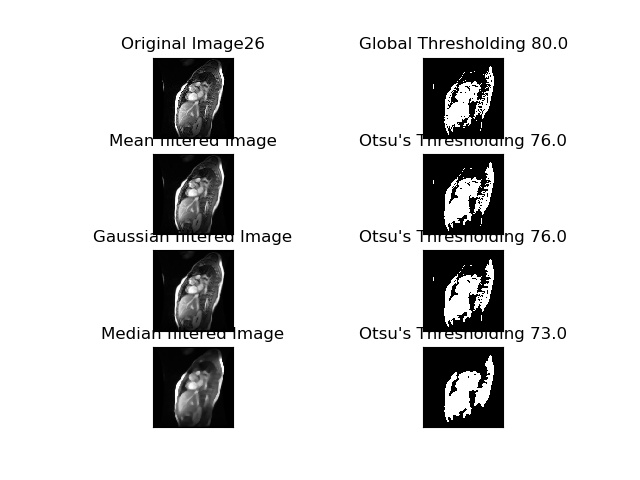 Original Image26
Global Thresholding 80.0
Mean filtered Image
Otsu's Thresholding 76.0
Gaussian filtered Image
Otsu's Thresholding 76.0
Median filtered Image
Otsu's Thresholding 73.0